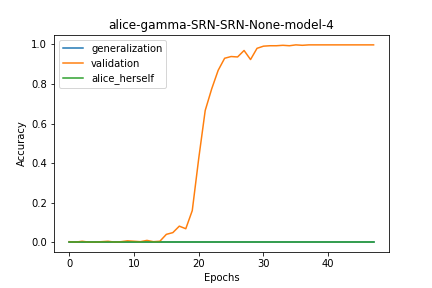 alice-gamma-SRN-SRN-None-model-4
generalization
validation
alice_herself
1.0
0.8
0.6
0.4
0.2
0.0
Accuracy
0 10 20 30 40
Epochs